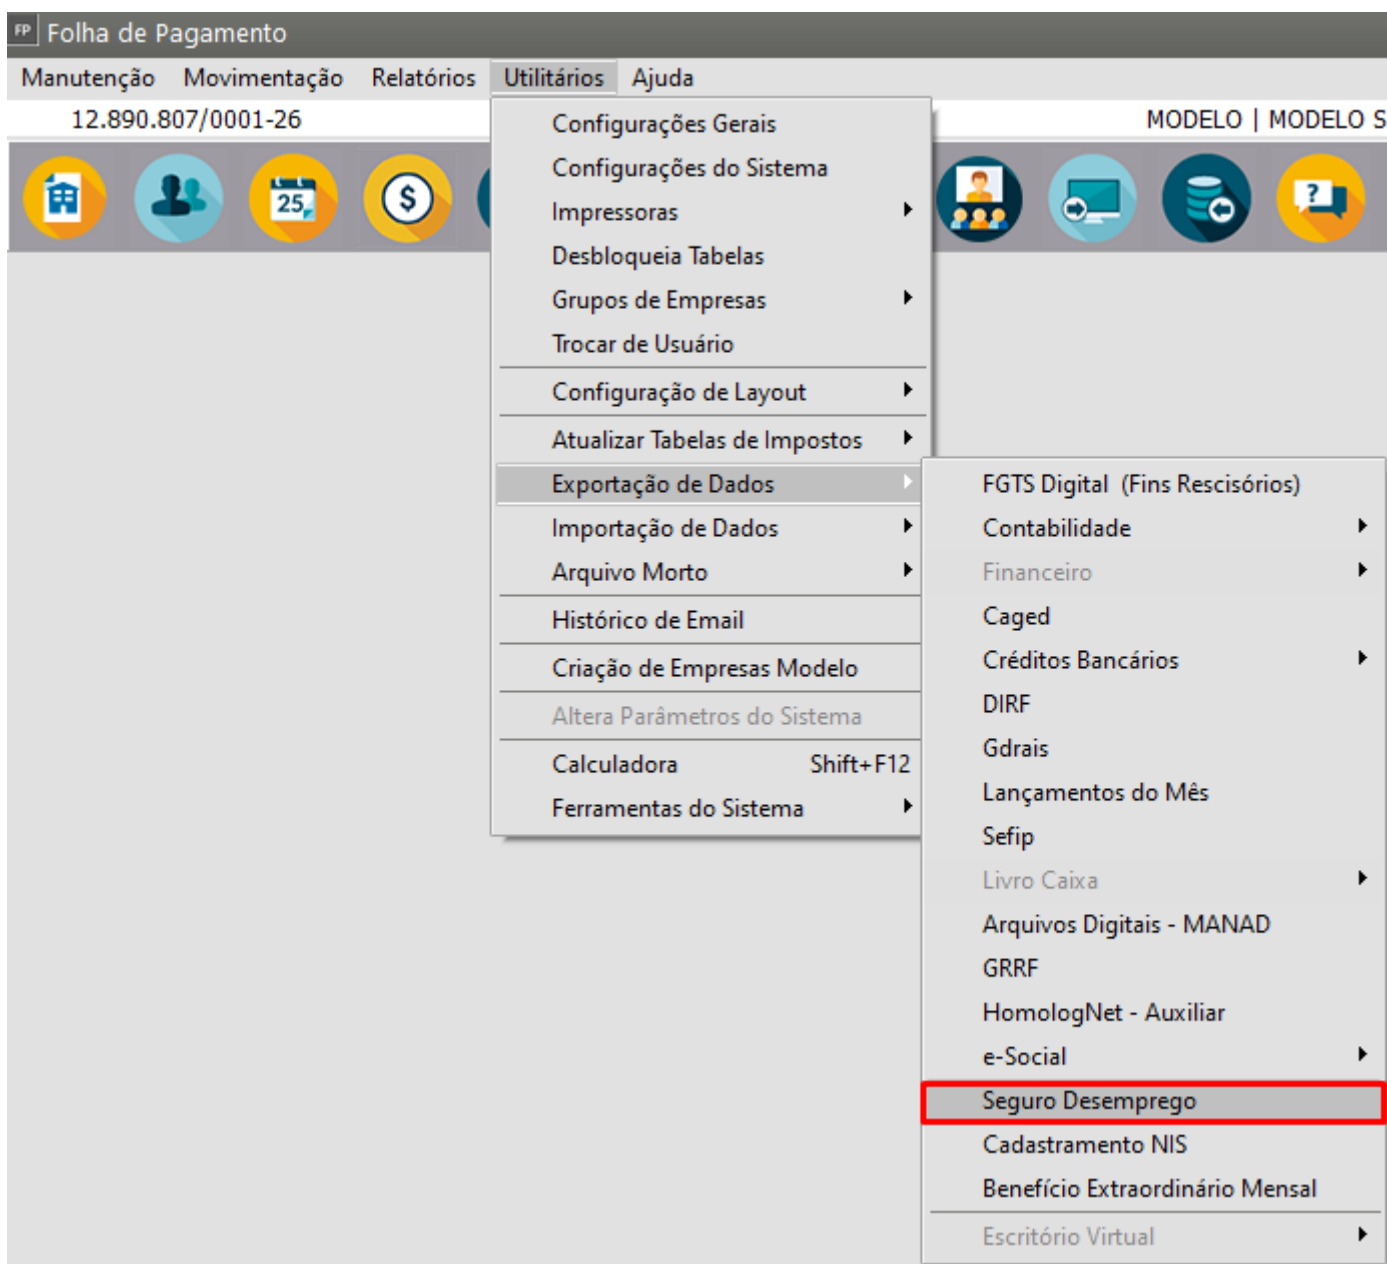 FP Folha de Pagamento
Manutenção Movimentação Relatórios Utilitários Ajuda
12.890.807/0001-26 MODELO | MODELO S
25
$
?
Configurações Gerais
Configurações do Sistema
Impressoras
Desbloqueia Tabelas
Grupos de Empresas
Trocar de Usuário
Configuração de Layout
Atualizar Tabelas de Impostos
Exportação de Dados
Importação de Dados
Arquivo Morto
Histórico de Email
Criação de Empresas Modelo
Altera Parâmetros do Sistema
Calculadora Shift+F12
Ferramentas do Sistema
FGTS Digital (Fins Rescisórios)
Contabilidade
Financeiro
Caged
Créditos Bancários
DIRF
Gdrais
Lançamentos do Mês
Sefip
Livro Caixa
Arquivos Digitais - MANAD
GRRF
HomologNet - Auxiliar
e-Social
Seguro Desemprego
Cadastramento NIS
Benefício Extraordinário Mensal
Escritório Virtual